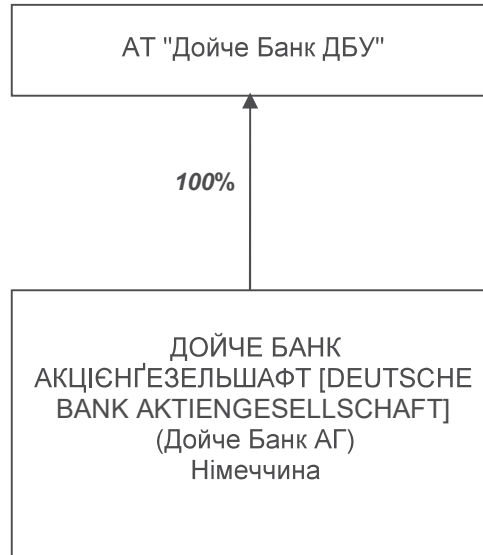 АТ "Дойче Банк ДБУ"
100%
ДОЙЧЕ БАНК
АКЦІЄНҐЕЗЕЛЬШАФТ [DEUTSCHE
BANK AKTIENGESELLSCHAFT]
(Дойче Банк АГ)
Німеччина